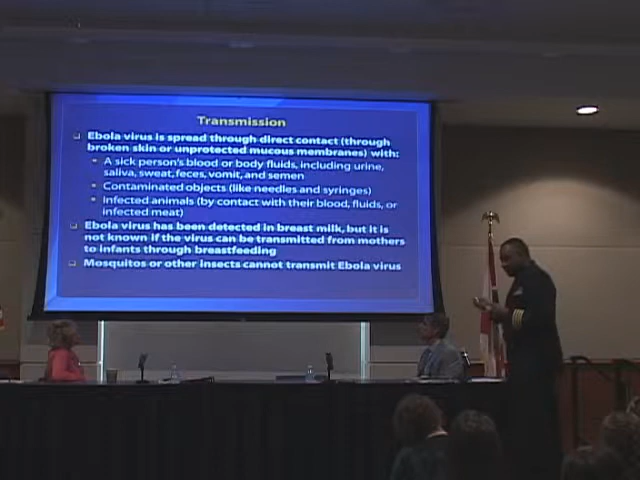 Transmission
Ebola virus is spread through direct contact (through
broken skin or unprotected mucous membranes) with:
A sick person's blood or body fluids, including urine,
saliva, sweat, feces, vomit, and semen
Contaminated objects (like needles and syringes)
Infected animals (by contact with their blood, fluids, or
infected meat)
Ebola virus has been detected in breast milk, but it is
not known if the virus can be transmitted from mothers
to infants through breastfeeding
Mosquitos or other insects cannot transmit Ebola virus